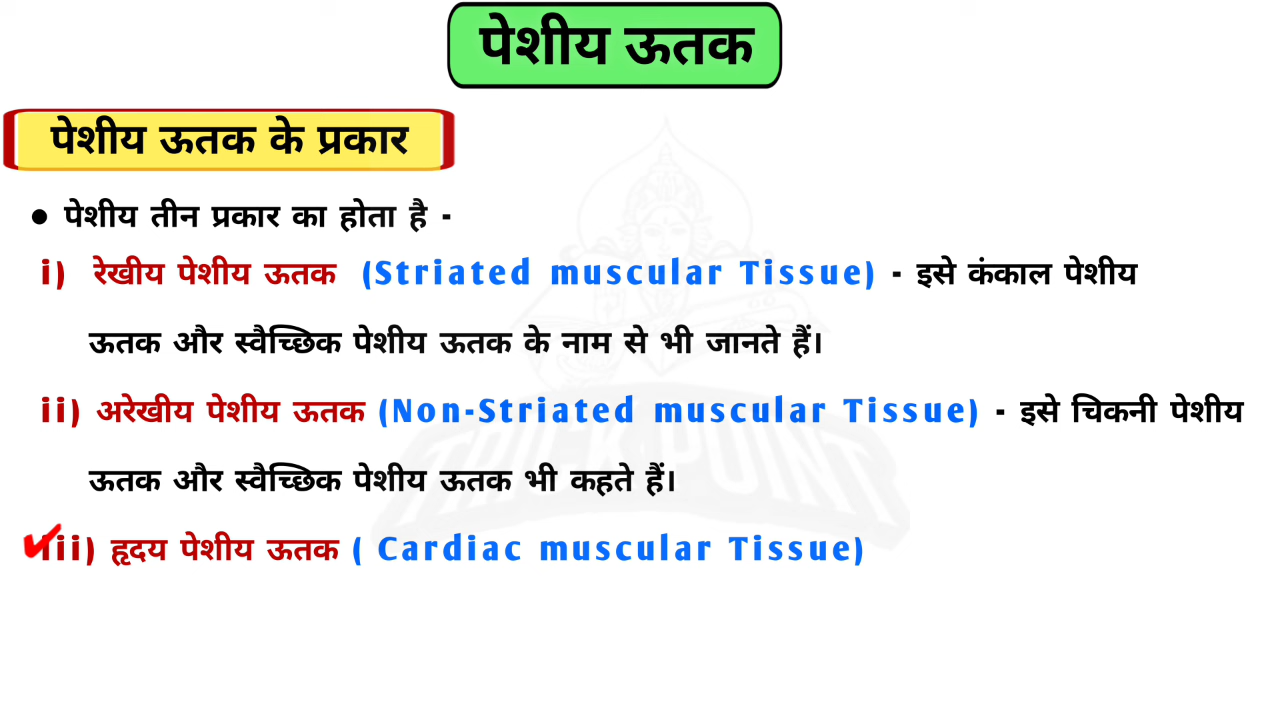 पेशीय ऊतक
पेशीय ऊतक के प्रकार
● पेशीय तीन प्रकार का होता है -
i) रेखीय पेशीय ऊतक (Striated muscular Tissue) - इसे कंकाल पेशीय
ऊतक और स्वैच्छिक पेशीय ऊतक के नाम से भी जानते हैं।
ii) अरेखीय पेशीय ऊतक (Non-Striated muscular Tissue) - इसे चिकनी पेशीय
ऊतक और स्वैच्छिक पेशीय ऊतक भी कहते हैं।
iii) हृदय पेशीय ऊतक ( Cardiac muscular Tissue)